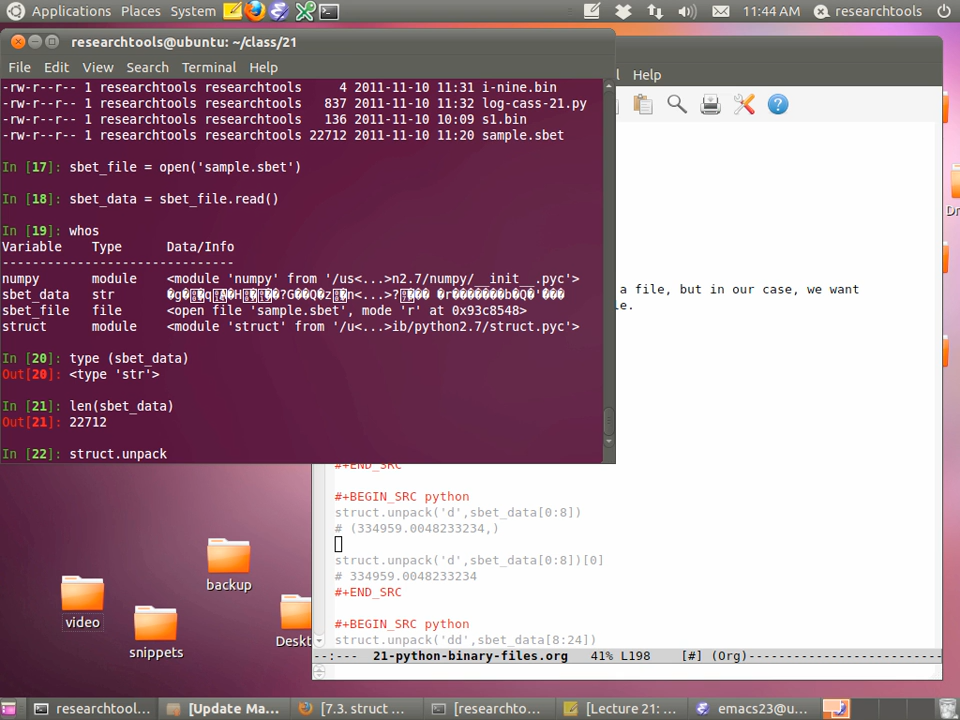 Applications Places System 11:44 AM researchtools
researchtools@ubuntu: ~/class/21
File Edit View Search Terminal Help
-rw-r--r-- 1 researchtools researchtools 4 2011-11-10 11:31 i-nine.bin
-rw-r--r-- 1 researchtools researchtools 837 2011-11-10 11:32 log-cass-21.py
-rw-r--r-- 1 researchtools researchtools 136 2011-11-10 10:09 s1.bin
-rw-r--r-- 1 researchtools researchtools 22712 2011-11-10 11:20 sample.sbet
In [17]: sbet_file = open('sample.sbet')
In [18]: sbet_data = sbet_file.read()
In [19]: whos
Variable Type Data/Info
-----------------------------
numpy module <module 'numpy' from '/us<...>n2.7/numpy/__init__.pyc'>
sbet_data str
sbet_file file <open file 'sample.sbet', mode 'r' at 0x93c8548>
struct module <module 'struct' from '/u<...>ib/python2.7/struct.pyc'>
In [20]: type (sbet_data)
Out[20]: <type 'str'>
In [21]: len(sbet_data)
Out[21]: 22712
In [22]: struct.unpack
Help
a file, but in our case, we want
le.
#+END_SRC
#+BEGIN_SRC python
struct.unpack('d',sbet_data[0:8])
# (334959.0048233234,)
struct.unpack('d',sbet_data[0:8])[0]
# 334959.0048233234
#+END_SRC
#+BEGIN_SRC python
struct.unpack('dd',sbet_data[8:24])
--:--- 21-python-binary-files.org 41% L198 [#] (Org)--------------------------
backup
video
snippets
Deskt
Dr
researchtool... [Update Ma... [7.3. struct ... [researchto... [Lecture 21: ... emacs23@u...